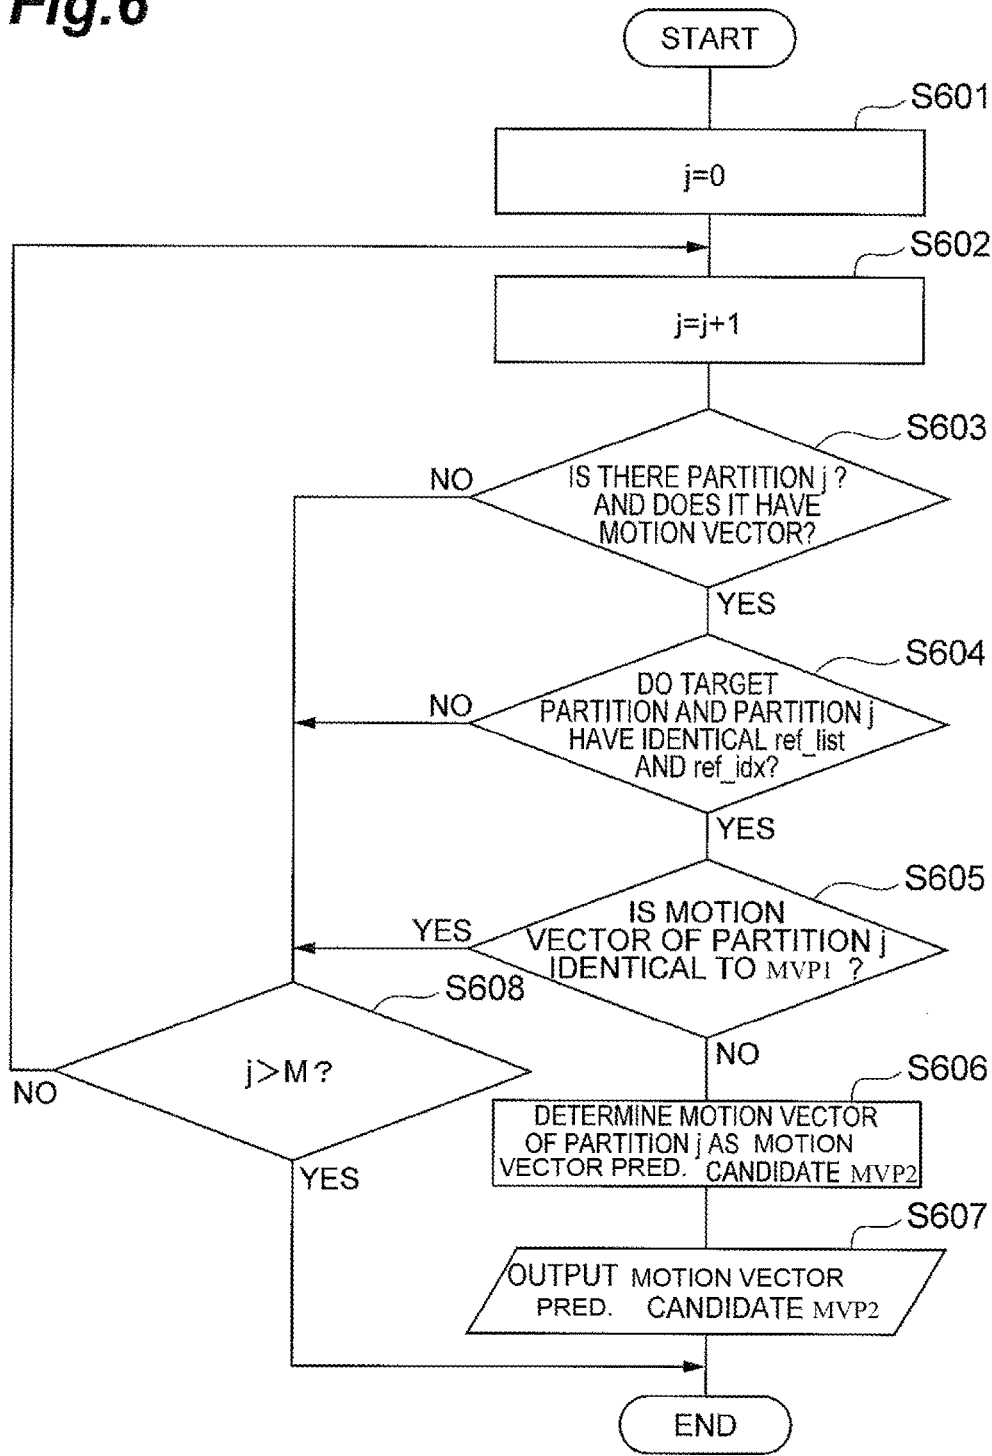 Fig.6
START
S601
j=0
S602
j=j+1
S603
NO
IS THERE PARTITION j ?
AND DOES IT HAVE
MOTION VECTOR?
YES
S604
NO
DO TARGET
PARTITION AND PARTITION j
HAVE IDENTICAL ref_list
AND ref_idx?
YES
S605
YES
IS MOTION
VECTOR OF PARTITION j
IDENTICAL TO MVP1 ?
NO
S608
j>M?
NO
YES
S606
DETERMINE MOTION VECTOR
OF PARTITION j AS MOTION
VECTOR PRED. CANDIDATE MVP2
S607
OUTPUT MOTION VECTOR
PRED. CANDIDATE MVP2
END